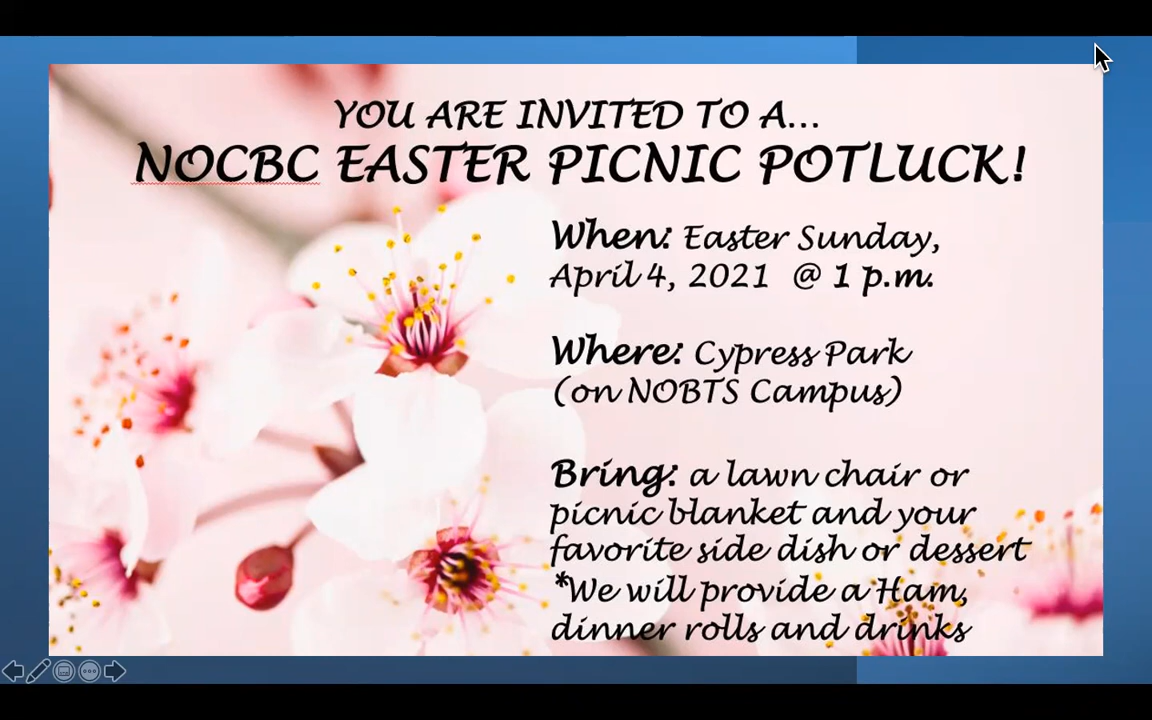 YOU ARE INVITED TO A...
NOCBC EASTER PICNIC POTLUCK!
When: Easter Sunday,
April 4, 2021 @ 1 p.m.
Where: Cypress Park
(on NOBTS Campus)
Bring: a lawn chair or
picnic blanket and your
favorite side dish or dessert
*We will provide a Ham,
dinner rolls and drinks